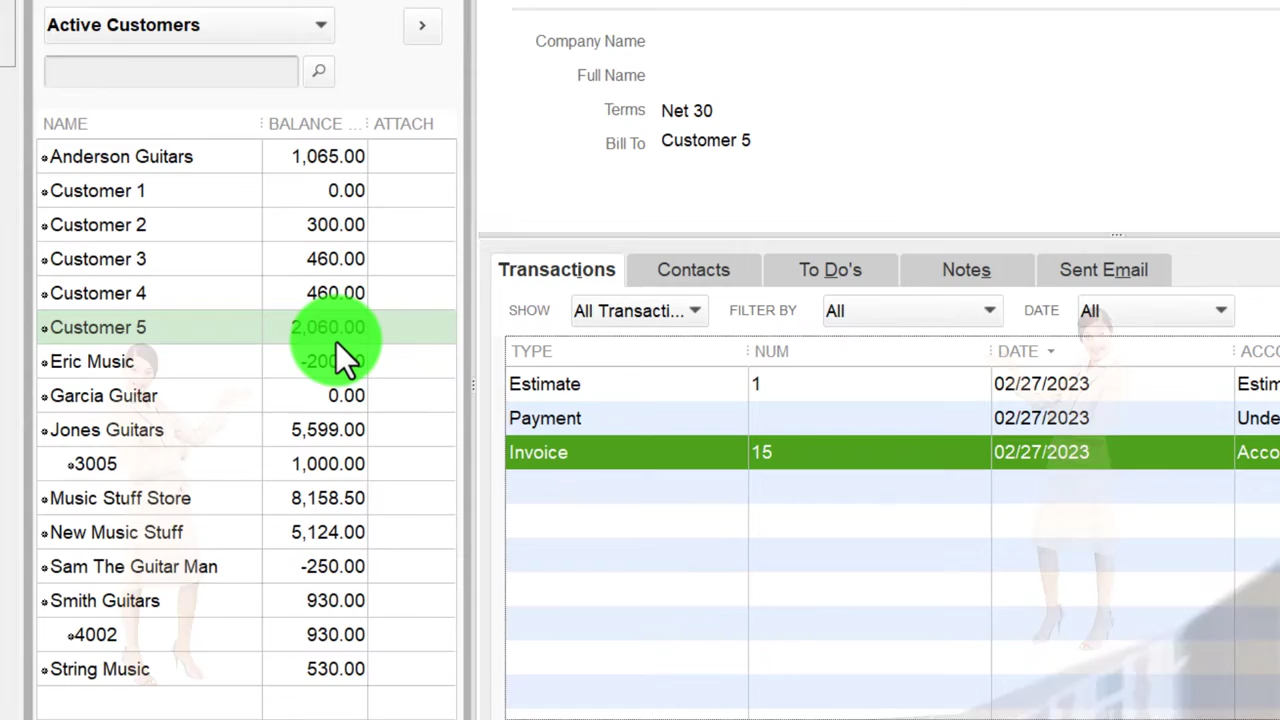 Active Customers
NAME BALANCE ... ATTACH
Anderson Guitars 1,065.00
Customer 1 0.00
Customer 2 300.00
Customer 3 460.00
Customer 4 460.00
Customer 5 2,060.00
Eric Music
Garcia Guitar 0.00
Jones Guitars 5,599.00
3005 1,000.00
Music Stuff Store 8,158.50
New Music Stuff 5,124.00
Sam The Guitar Man -250.00
Smith Guitars 930.00
4002 930.00
String Music 530.00
Company Name
Full Name
Terms Net 30
Bill To Customer 5
Transactions Contacts To Do's Notes Sent Email
SHOW All Transacti... FILTER BY All DATE All
TYPE NUM DATE ACCO
Estimate 1 02/27/2023 Estim
Payment 02/27/2023 Unde
Invoice 15 02/27/2023 Acco